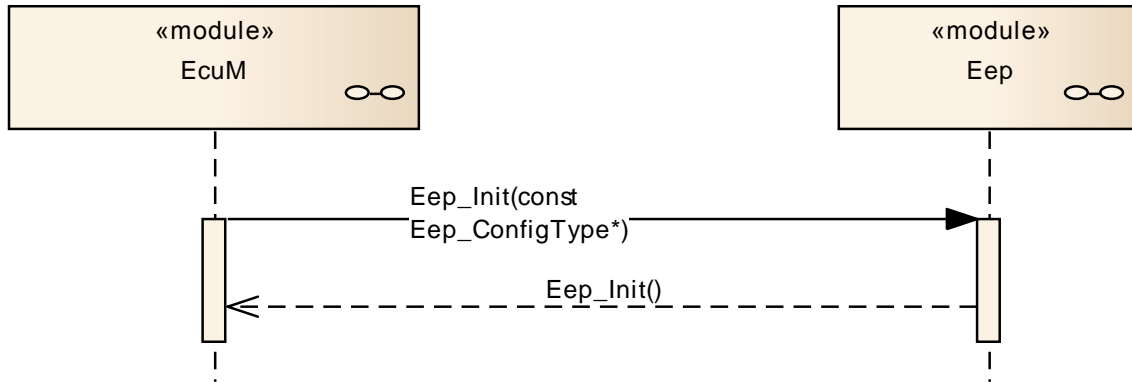 «module»
EcuM
«module»
Eep
Eep_Init(const
Eep_ConfigType*)
Eep_Init()